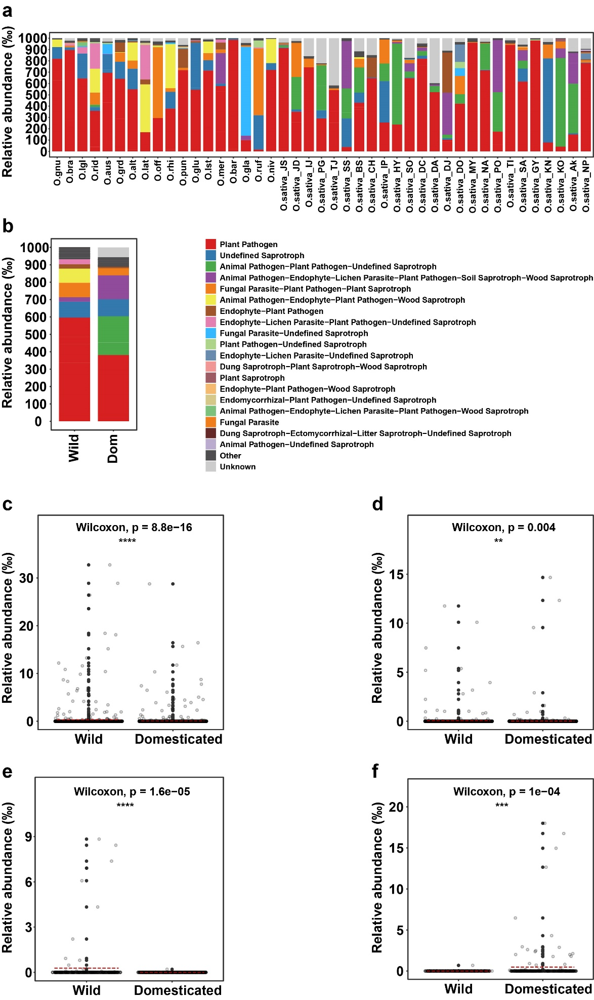 a
Relative abundance (‰)
1000
900
800
700
600
500
400
300
200
100
0
O.gnu
O.bra
O.lgl
O.rid
O.aus
O.grd
O.alt
O.lat
O.off
O.rhi
O.pun
O.glu
O.lst
O.mer
O.bar
O.gla
O.ruf
O.niv
O.sativa_JS
O.sativa_JD
O.sativa_IJ
O.sativa_PG
O.sativa_TJ
O.sativa_SS
O.sativa_BS
O.sativa_CH
O.sativa_IP
O.sativa_HY
O.sativa_SO
O.sativa_DC
O.sativa_DA
O.sativa_DJ
O.sativa_DO
O.sativa_MY
O.sativa_NA
O.sativa_PO
O.sativa_TI
O.sativa_SA
O.sativa_GY
O.sativa_KN
O.sativa_KO
O.sativa_Ak
O.sativa_NP
b
Relative abundance (‰)
1000
900
800
700
600
500
400
300
200
100
0
Wild
Dom
Plant Pathogen
Undefined Saprotroph
Animal Pathogen−Plant Pathogen−Undefined Saprotroph
Animal Pathogen−Endophyte−Lichen Parasite−Plant Pathogen−Soil Saprotroph−Wood Saprotroph
Fungal Parasite−Plant Pathogen−Plant Saprotroph
Animal Pathogen−Endophyte−Plant Pathogen−Wood Saprotroph
Endophyte−Plant Pathogen
Endophyte−Lichen Parasite−Plant Pathogen−Undefined Saprotroph
Fungal Parasite−Undefined Saprotroph
Plant Pathogen−Undefined Saprotroph
Endophyte−Lichen Parasite−Undefined Saprotroph
Dung Saprotroph−Plant Saprotroph−Wood Saprotroph
Plant Saprotroph
Endophyte−Plant Pathogen−Wood Saprotroph
Endomycorrhizal−Plant Pathogen−Undefined Saprotroph
Animal Pathogen−Endophyte−Lichen Parasite−Plant Pathogen−Wood Saprotroph
Fungal Parasite
Dung Saprotroph−Ectomycorrhizal−Litter Saprotroph−Undefined Saprotroph
Animal Pathogen−Undefined Saprotroph
Other
Unknown
c
Relative abundance (‰)
Wilcoxon, p = 8.8e−16
****
30
20
10
0
Wild
Domesticated
d
Relative abundance (‰)
Wilcoxon, p = 0.004
**
15
10
5
0
Wild
Domesticated
e
Relative abundance (‰)
Wilcoxon, p = 1.6e−05
****
9
6
3
0
Wild
Domesticated
f
Relative abundance (‰)
Wilcoxon, p = 1e−04
***
20
15
10
5
0
Wild
Domesticated